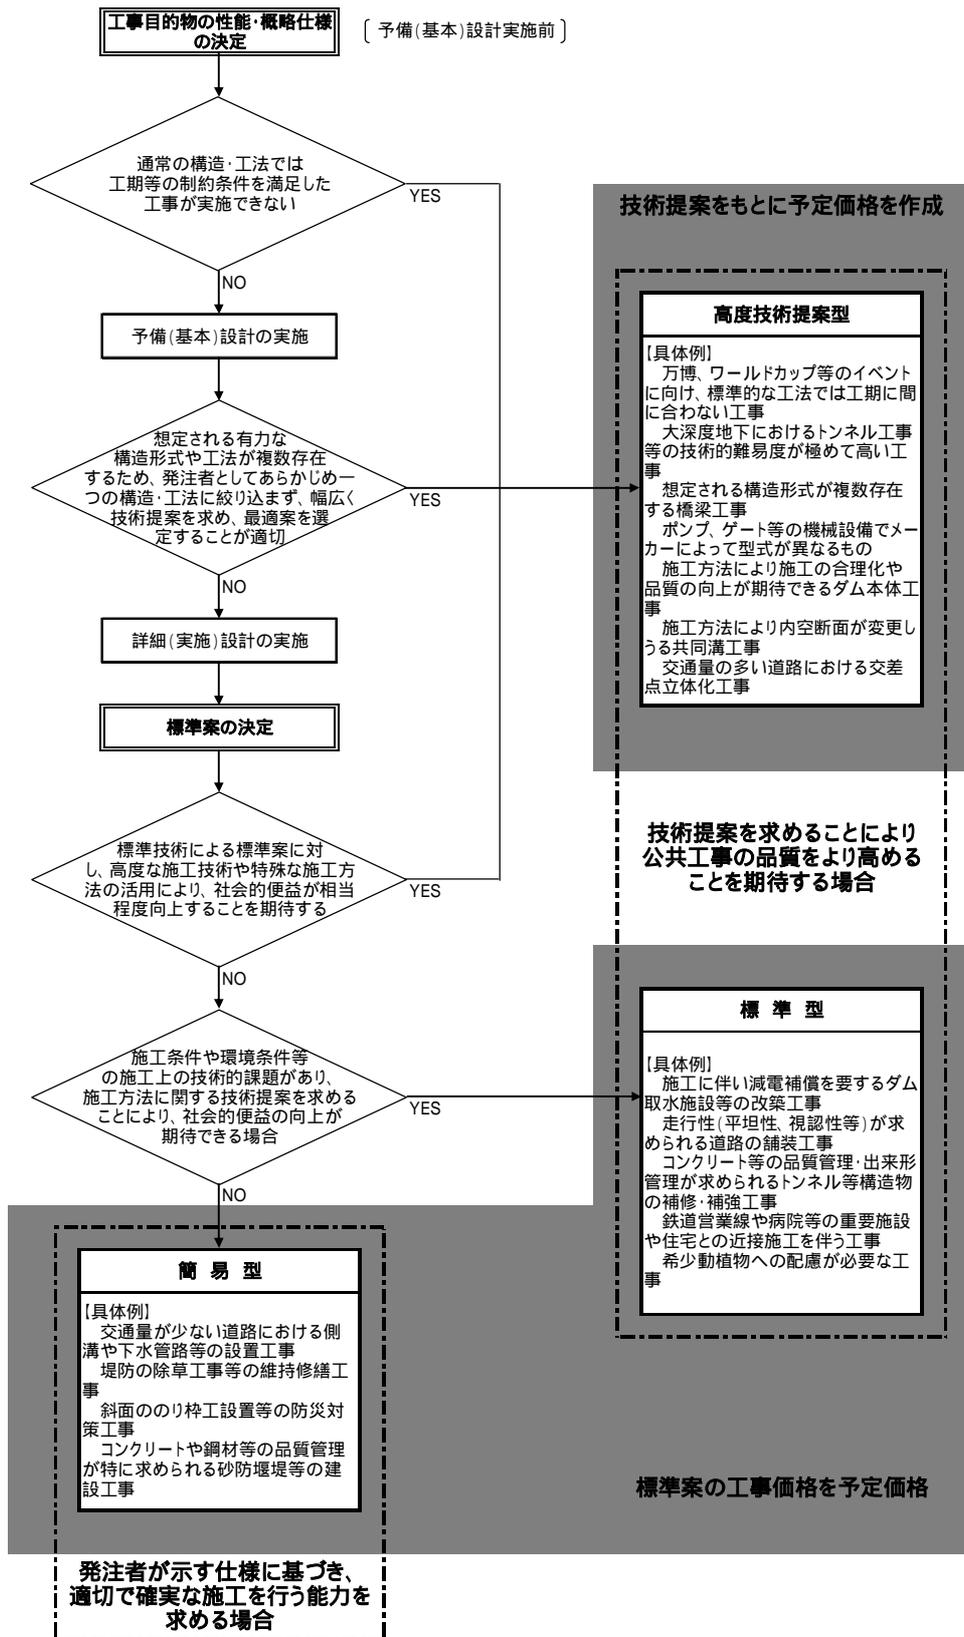 工事目的物の性能・概略仕様
の決定
〔 予備(基本)設計実施前 〕
通常の構造・工法では
工期等の制約条件を満足した
工事が実施できない
YES
NO
予備(基本)設計の実施
想定される有力な
構造形式や工法が複数存在
するため、発注者としてあらかじめ一
つの構造・工法に絞り込まず、幅広く
技術提案を求め、最適案を選
定することが適切
YES
NO
詳細(実施)設計の実施
標準案の決定
標準技術による標準案に対
し、高度な施工技術や特殊な施工方
法の活用により、社会的便益が相当
程度向上することを期待する
YES
NO
施工条件や環境条件等
の施工上の技術的課題があり、
施工方法に関する技術提案を求める
ことにより、社会的便益の向上が
期待できる場合
YES
NO
技術提案をもとに予定価格を作成
高度技術提案型
【具体例】
万博、ワールドカップ等のイベント
に向け、標準的な工法では工期に間
に合わない工事
大深度地下におけるトンネル工事
等の技術的難易度が極めて高い工
事
想定される構造形式が複数存在
する橋梁工事
ポンプ、ゲート等の機械設備でメー
カーによって型式が異なるもの
施工方法により施工の合理化や
品質の向上が期待できるダム本体工
事
施工方法により内空断面が変更し
うる共同溝工事
交通量の多い道路における交差
点立体化工事
技術提案を求めることにより
公共工事の品質をより高める
ことを期待する場合
標 準 型
【具体例】
施工に伴い減電補償を要するダム
取水施設等の改築工事
走行性(平坦性、視認性等)が求
められる道路の舗装工事
コンクリート等の品質管理・出来形
管理が求められるトンネル等構造物
の補修・補強工事
鉄道営業線や病院等の重要施設
や住宅との近接施工を伴う工事
希少動植物への配慮が必要な工
事
簡 易 型
【具体例】
交通量が少ない道路における側
溝や下水管路等の設置工事
堤防の除草工事等の維持修繕工
事
斜面ののり枠工設置等の防災対
策工事
コンクリートや鋼材等の品質管理
が特に求められる砂防堰堤等の建
設工事
標準案の工事価格を予定価格
発注者が示す仕様に基づき、
適切で確実な施工を行う能力を
求める場合